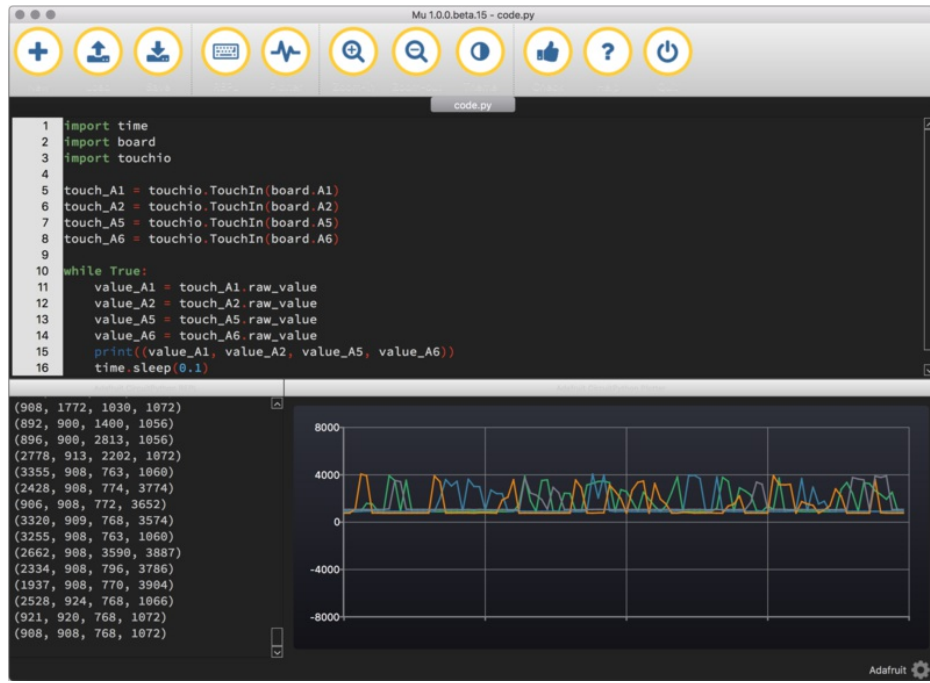 Mu 1.0.0.beta.15 - code.py
code.py
1 import time
2 import board
3 import touchio
4
5 touch_A1 = touchio.TouchIn(board.A1)
6 touch_A2 = touchio.TouchIn(board.A2)
7 touch_A5 = touchio.TouchIn(board.A5)
8 touch_A6 = touchio.TouchIn(board.A6)
9
10 while True:
11     value_A1 = touch_A1.raw_value
12     value_A2 = touch_A2.raw_value
13     value_A5 = touch_A5.raw_value
14     value_A6 = touch_A6.raw_value
15     print((value_A1, value_A2, value_A5, value_A6))
16     time.sleep(0.1)
(908, 1772, 1030, 1072)
(892, 900, 1400, 1056)
(896, 900, 2813, 1056)
(2778, 913, 2202, 1072)
(3355, 908, 763, 1060)
(2428, 908, 774, 3774)
(906, 908, 772, 3652)
(3320, 909, 768, 3574)
(3255, 908, 763, 1060)
(2662, 908, 3590, 3887)
(2334, 908, 796, 3786)
(1937, 908, 770, 3904)
(2528, 924, 768, 1066)
(921, 920, 768, 1072)
(908, 908, 768, 1072)
8000
4000
0
-4000
-8000
Adafruit